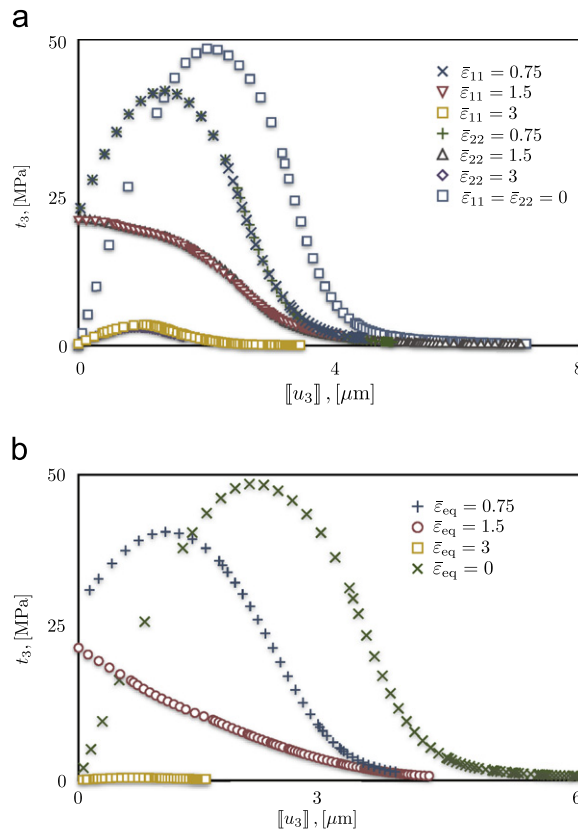 a
50
25
0
t₃, [MPa]
ε̄₁₁ = 0.75
ε̄₁₁ = 1.5
ε̄₁₁ = 3
ε̄₂₂ = 0.75
ε̄₂₂ = 1.5
ε̄₂₂ = 3
ε̄₁₁ = ε̄₂₂ = 0
0 4 8
⟦u₃⟧, [μm]
b
50
25
0
t₃, [MPa]
ε̄eq = 0.75
ε̄eq = 1.5
ε̄eq = 3
ε̄eq = 0
0 3 6
⟦u₃⟧, [μm]